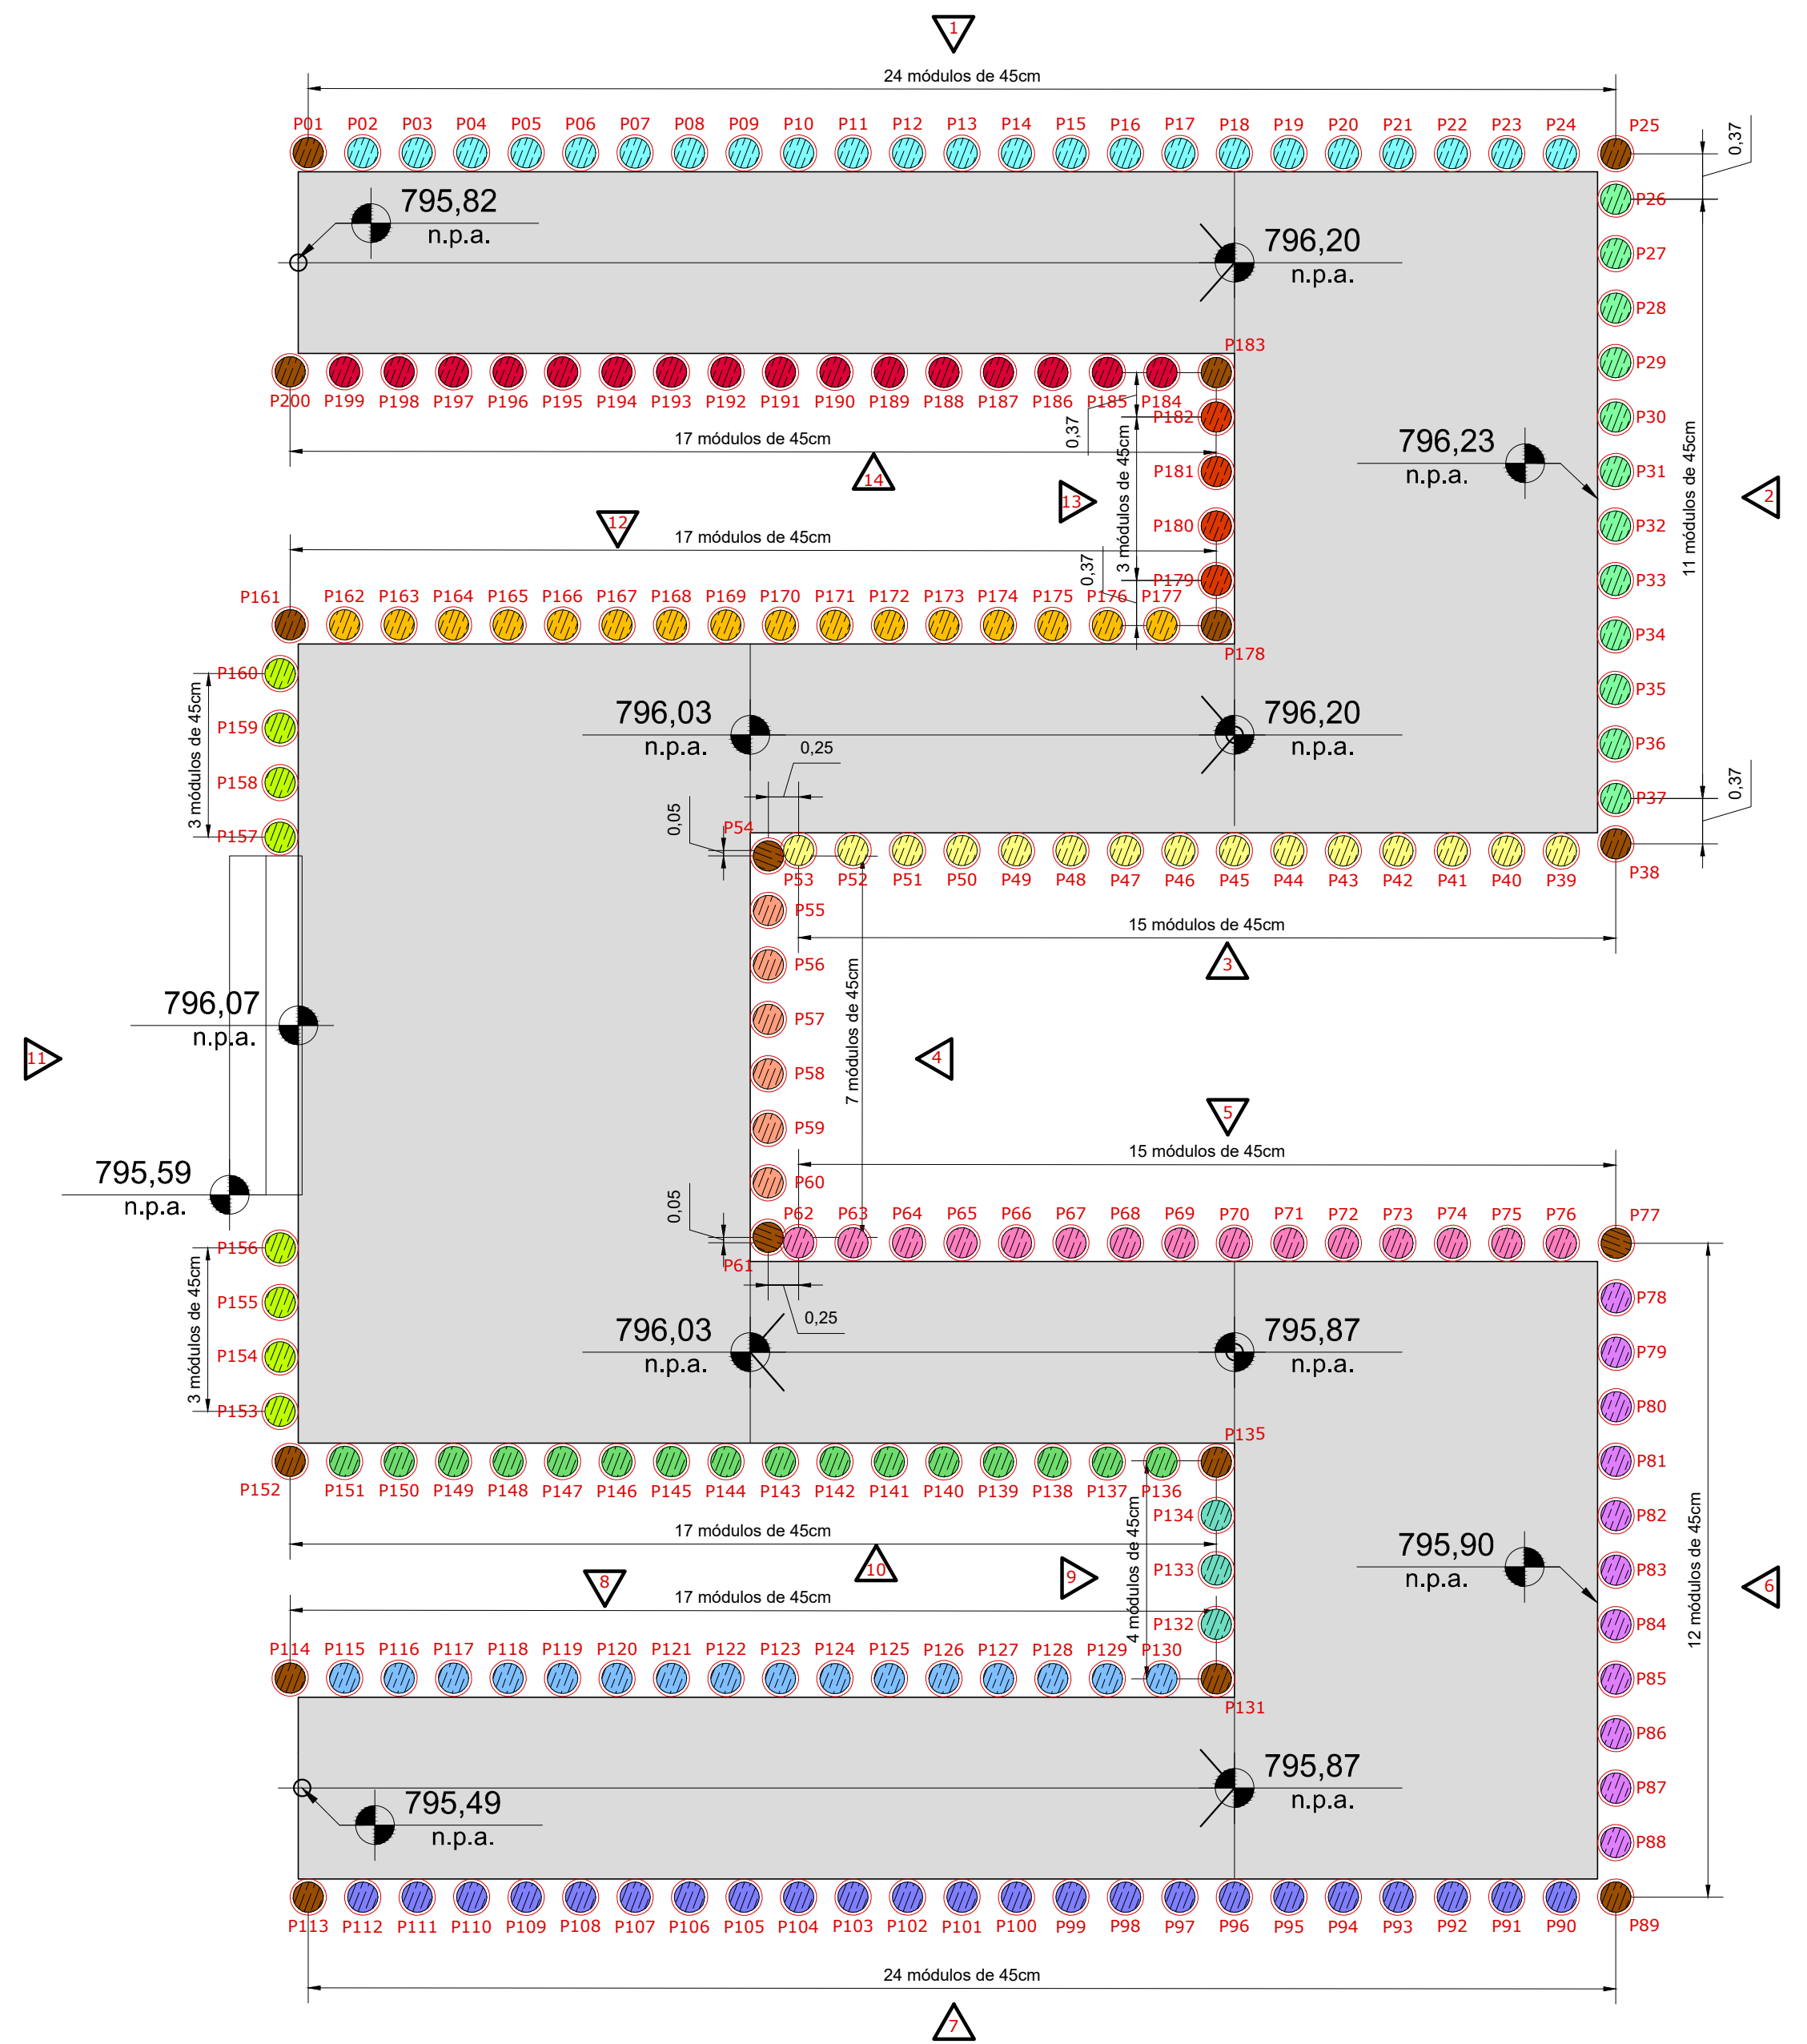 1
24 módulos de 45cm
P01 P02 P03 P04 P05 P06 P07 P08 P09 P10 P11 P12 P13 P14 P15 P16 P17 P18 P19 P20 P21 P22 P23 P24 P25
0,37
795,82
n.p.a.
796,20
n.p.a.
P26
P27
P28
P29
P30
P31
P32
P33
P34
P35
P36
P37
P38
11 módulos de 45cm
2
0,37
P183
P200 P199 P198 P197 P196 P195 P194 P193 P192 P191 P190 P189 P188 P187 P186 P185 P184
P182
P181
P180
P179
0,37
3 módulos de 45cm
0,37
17 módulos de 45cm
14
13
796,23
n.p.a.
12
17 módulos de 45cm
P161 P162 P163 P164 P165 P166 P167 P168 P169 P170 P171 P172 P173 P174 P175 P176 P177
P178
P160
P159
P158
P157
3 módulos de 45cm
796,03
n.p.a.
796,20
n.p.a.
0,25
0,05
P54
P53 P52 P51 P50 P49 P48 P47 P46 P45 P44 P43 P42 P41 P40 P39
15 módulos de 45cm
3
P55
P56
P57
P58
P59
P60
7 módulos de 45cm
4
796,07
n.p.a.
11
795,59
n.p.a.
5
15 módulos de 45cm
0,05
P61
P62 P63 P64 P65 P66 P67 P68 P69 P70 P71 P72 P73 P74 P75 P76 P77
0,25
P156
P155
P154
P153
3 módulos de 45cm
796,03
n.p.a.
795,87
n.p.a.
P78
P79
P80
P81
P82
P83
P84
P85
P86
P87
P88
12 módulos de 45cm
6
P135
P152 P151 P150 P149 P148 P147 P146 P145 P144 P143 P142 P141 P140 P139 P138 P137 P136
P134
P133
P132
4 módulos de 45cm
17 módulos de 45cm
10
9
8
795,90
n.p.a.
17 módulos de 45cm
P114 P115 P116 P117 P118 P119 P120 P121 P122 P123 P124 P125 P126 P127 P128 P129 P130
P131
795,87
n.p.a.
795,49
n.p.a.
P113 P112 P111 P110 P109 P108 P107 P106 P105 P104 P103 P102 P101 P100 P99 P98 P97 P96 P95 P94 P93 P92 P91 P90 P89
24 módulos de 45cm
7